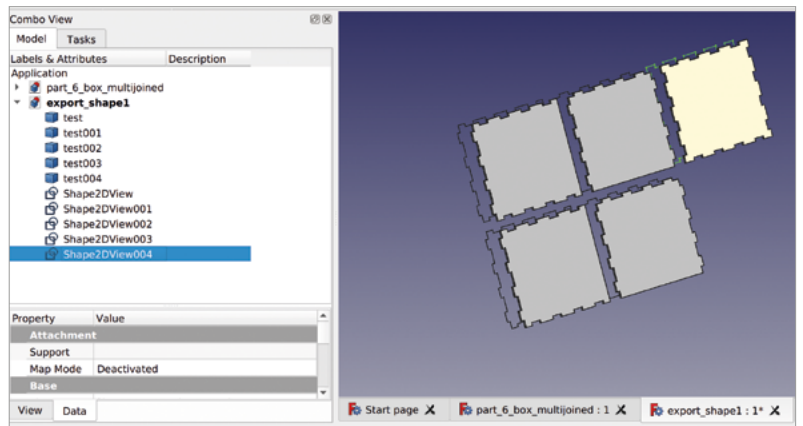 Combo View
Model Tasks
Labels & Attributes Description
Application
part_6_box_multijoined
export_shape1
test
test001
test002
test003
test004
Shape2DView
Shape2DView001
Shape2DView002
Shape2DView003
Shape2DView004
Property Value
Attachment
Support
Map Mode Deactivated
Base
View Data
Start page
part_6_box_multijoined : 1
export_shape1 : 1*